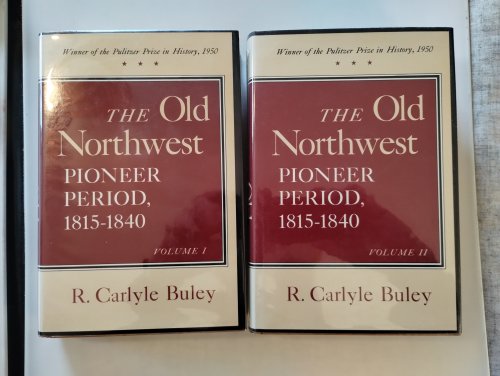 Winner of the Pulitzer Prize in History, 1950
★ ★ ★
THE Old
Northwest
PIONEER
PERIOD,
1815-1840
VOLUME I
R. Carlyle Buley
Winner of the Pulitzer Prize in History, 1950
★ ★ ★
THE Old
Northwest
PIONEER
PERIOD,
1815-1840
VOLUME II
R. Carlyle Buley